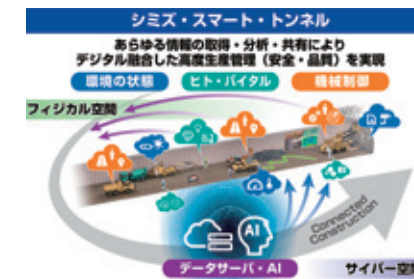 シミズ・スマート・トンネル
あらゆる情報の取得・分析・共有により
デジタル融合した高度生産管理（安全・品質）を実現
環境の状態
ヒト・バイタル
機械制御
フィジカル空間
AI
Connected
Construction
データサーバ・AI
サイバー空間